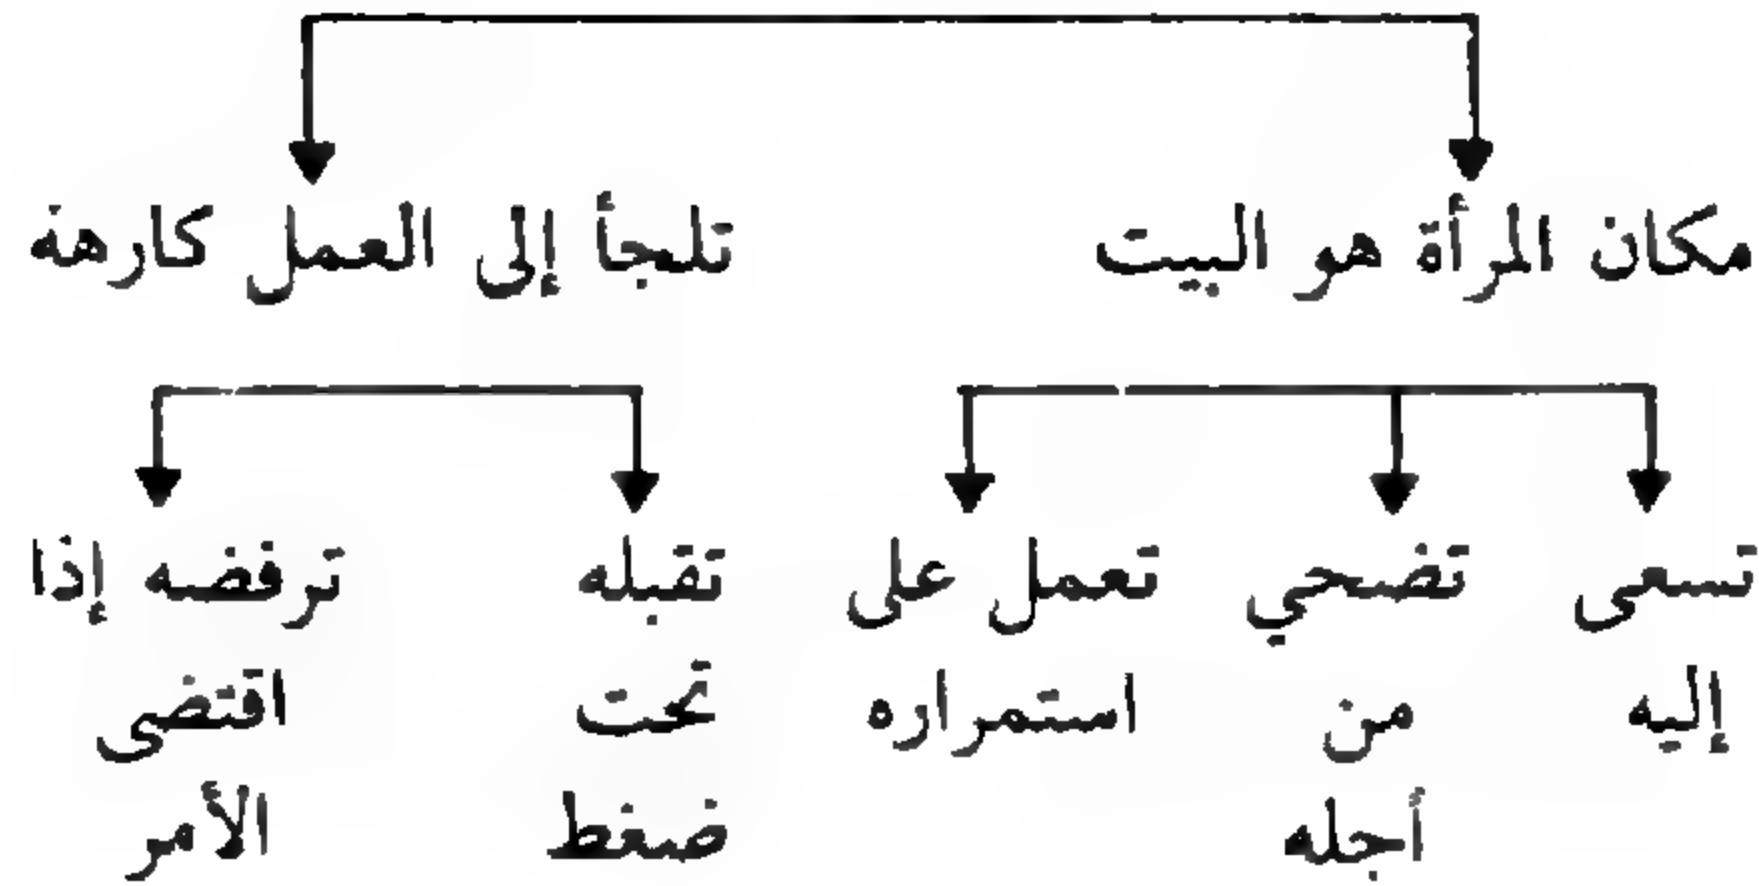 مكان المرأة هو البيت
تلجأ إلى العمل كارهة
تسعى
إليه
تضحي
من
أجله
تعمل على
استمراره
تقبله
تحت
ضغط
ترفضه إذا
اقتضى
الأمر